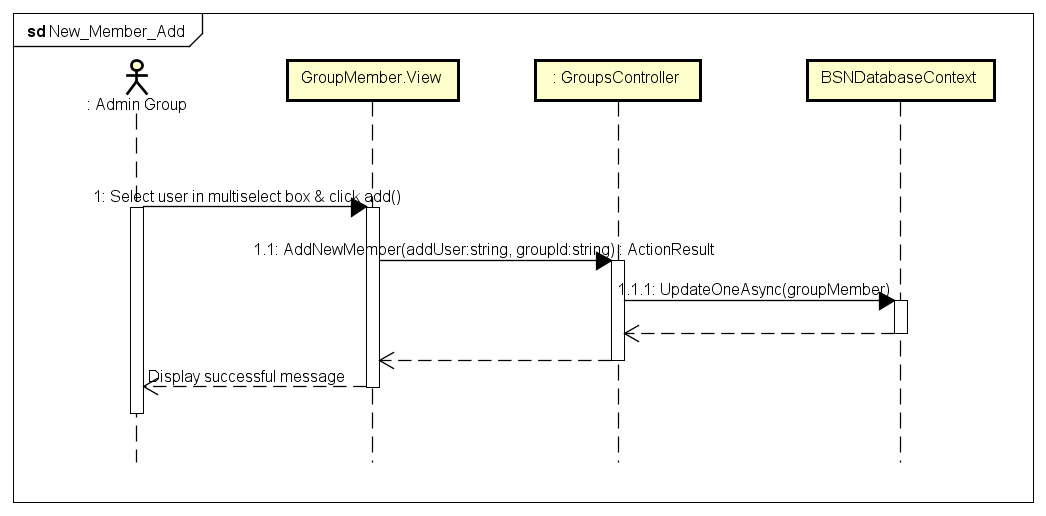 sd New_Member_Add
: Admin Group
GroupMember.View
: GroupsController
BSNDatabaseContext
1: Select user in multiselect box & click add()
1.1: AddNewMember(addUser:string, groupId:string) : ActionResult
1.1.1: UpdateOneAsync(groupMember)
Display successful message